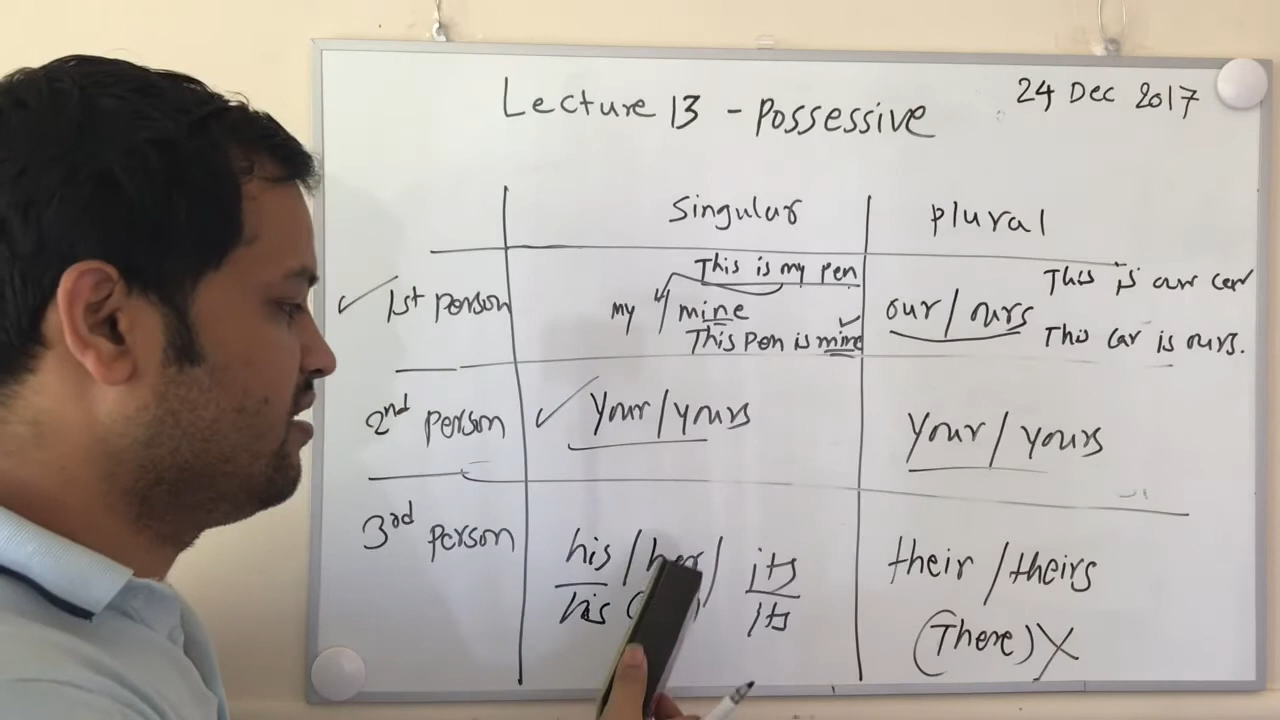 Lecture 13 - Possessive
24 Dec 2017
Singular
plural
1st person
This is my pen
my / mine
This Pen is mine
our / ours
This is our car
This car is ours.
2nd person
Your / yours
Your / yours
3rd person
his / her / its
his its
their / theirs
(There) X